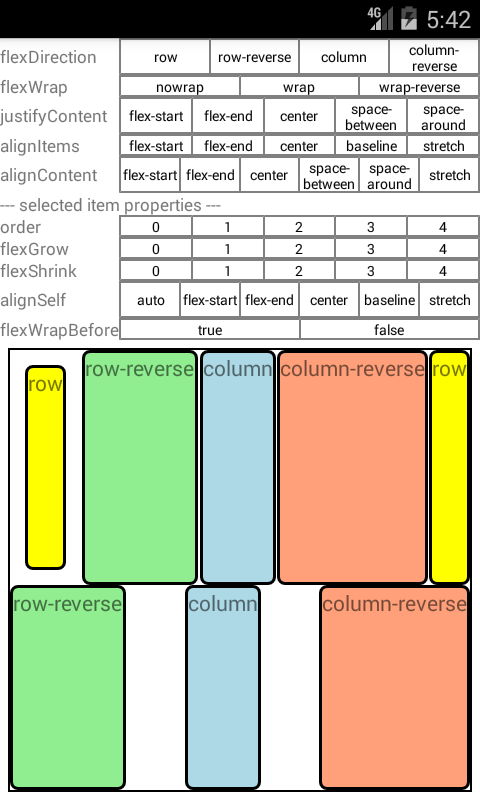 4G 5:42
flexDirection row row-reverse column column-reverse
flexWrap nowrap wrap wrap-reverse
justifyContent flex-start flex-end center space-between space-around
alignItems flex-start flex-end center baseline stretch
alignContent flex-start flex-end center space-between space-around stretch
--- selected item properties ---
order 0 1 2 3 4
flexGrow 0 1 2 3 4
flexShrink 0 1 2 3 4
alignSelf auto flex-start flex-end center baseline stretch
flexWrapBefore true false
row row-reverse column column-reverse row
row-reverse column column-reverse